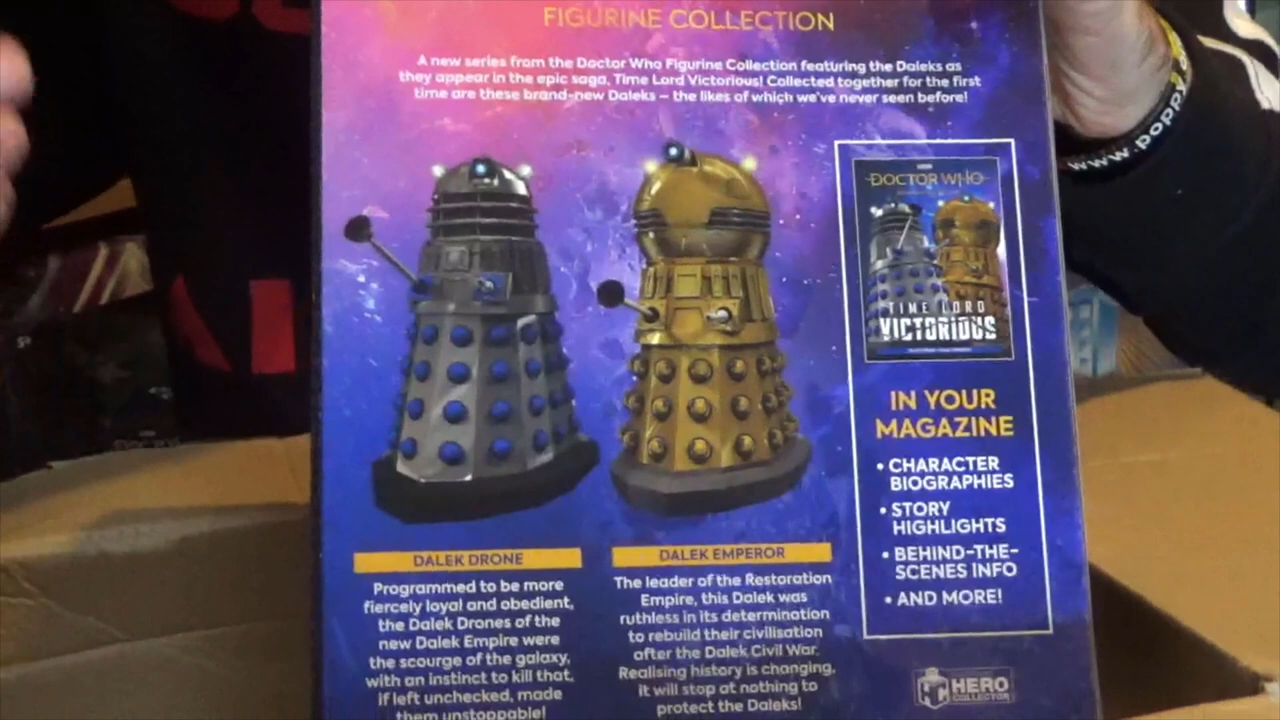 FIGURINE COLLECTION
A new series from the Doctor Who Figurine Collection featuring the Daleks as
they appear in the epic saga, Time Lord Victorious! Collected together for the first
time are these brand-new Daleks – the likes of which we've never seen before!
DALEK DRONE
Programmed to be more
fiercely loyal and obedient,
the Dalek Drones of the
new Dalek Empire were
the scourge of the galaxy,
with an instinct to kill that,
if left unchecked, made
them unstoppable!
DALEK EMPEROR
The leader of the Restoration
Empire, this Dalek was
ruthless in its determination
to rebuild their civilisation
after the Dalek Civil War.
Realising history is changing,
it will stop at nothing to
protect the Daleks!
DOCTOR WHO
TIME LORD
VICTORIOUS
IN YOUR
MAGAZINE
• CHARACTER
BIOGRAPHIES
• STORY
HIGHLIGHTS
• BEHIND-THE-
SCENES INFO
• AND MORE!
HERO
COLLECTOR
www.poppy